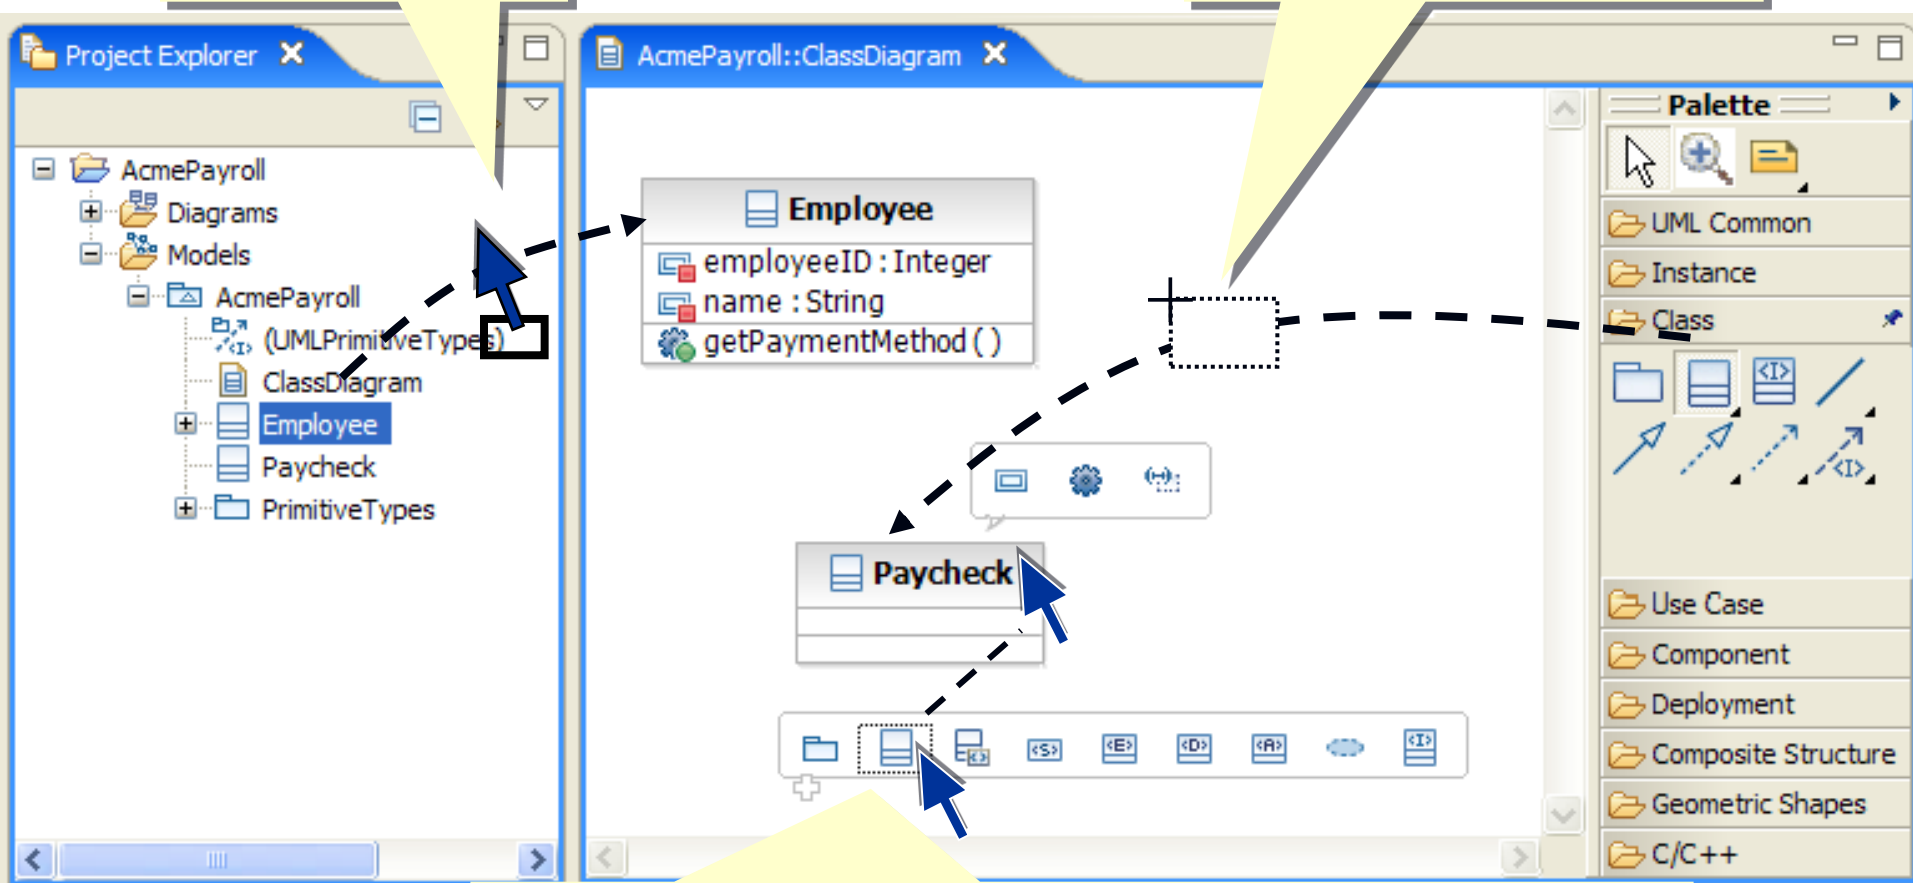 Project Explorer
AcmePayroll
Diagrams
Models
AcmePayroll
(UMLPrimitiveTypes)
ClassDiagram
Employee
Paycheck
PrimitiveTypes
AcmePayroll::ClassDiagram
Employee
employeeID : Integer
name : String
getPaymentMethod ( )
Paycheck
<S>
<E>
<D>
<A>
<I>
Palette
UML Common
Instance
Class
<I>
<I>
Use Case
Component
Deployment
Composite Structure
Geometric Shapes
C/C++